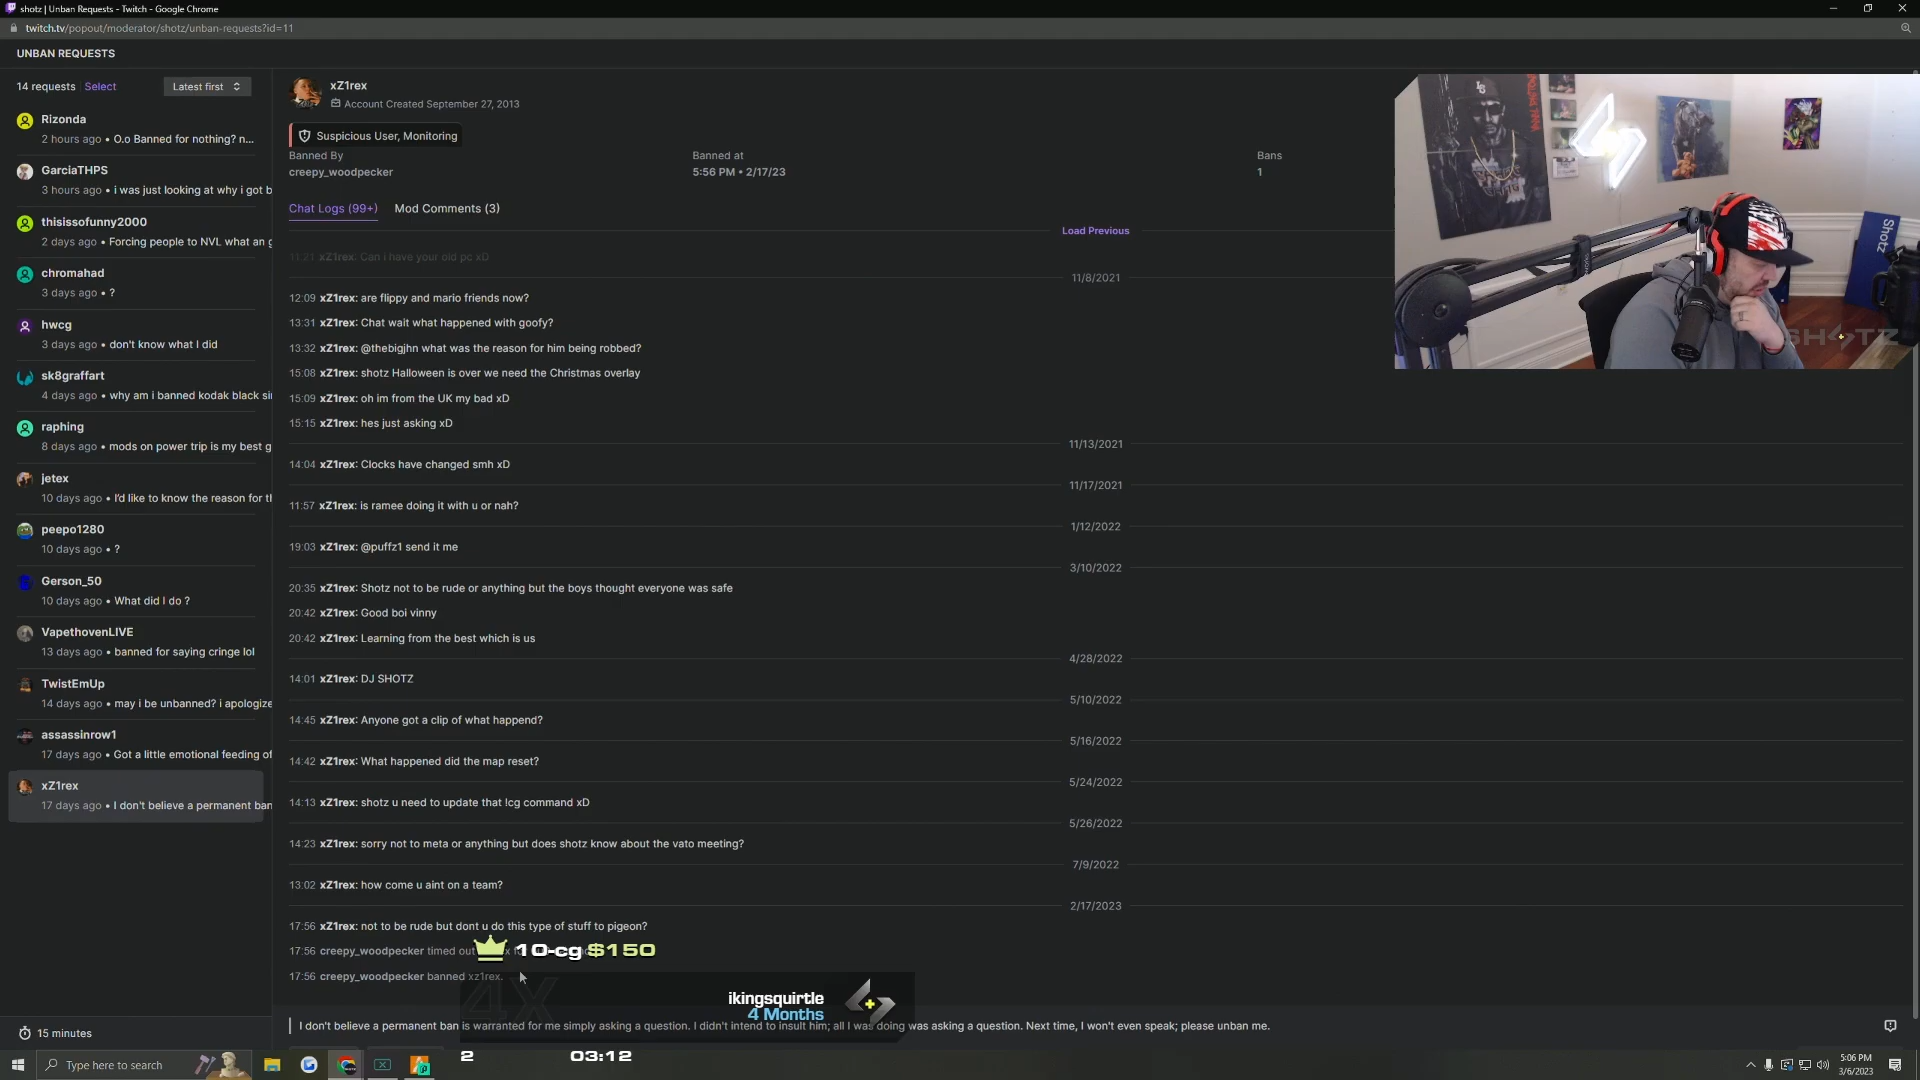 shotz | Unban Requests - Twitch - Google Chrome
twitch.tv/popout/moderator/shotz/unban-requests?id=11
UNBAN REQUESTS
14 requests Select Latest first
Rizonda
2 hours ago • O.o Banned for nothing? n...
GarciaTHPS
3 hours ago • i was just looking at why i got b
thisissofunny2000
2 days ago • Forcing people to NVL what an g
chromahad
3 days ago • ?
hwcg
3 days ago • don't know what I did
sk8graffart
4 days ago • why am i banned kodak black si
raphing
8 days ago • mods on power trip is my best g
jetex
10 days ago • I'd like to know the reason for th
peepo1280
10 days ago • ?
Gerson_50
10 days ago • What did I do ?
VapethovenLIVE
13 days ago • banned for saying cringe lol
TwistEmUp
14 days ago • may i be unbanned? i apologize
assassinrow1
17 days ago • Got a little emotional feeding of
xZ1rex
17 days ago • I don't believe a permanent ban
15 minutes
xZ1rex
Account Created September 27, 2013
Suspicious User, Monitoring
Banned By Banned at Bans
creepy_woodpecker 5:56 PM • 2/17/23 1
Chat Logs (99+) Mod Comments (3)
Load Previous
11:21 xZ1rex: Can i have your old pc xD
11/8/2021
12:09 xZ1rex: are flippy and mario friends now?
13:31 xZ1rex: Chat wait what happened with goofy?
13:32 xZ1rex: @thebigjhn what was the reason for him being robbed?
15:08 xZ1rex: shotz Halloween is over we need the Christmas overlay
15:09 xZ1rex: oh im from the UK my bad xD
15:15 xZ1rex: hes just asking xD
11/13/2021
14:04 xZ1rex: Clocks have changed smh xD
11/17/2021
11:57 xZ1rex: is ramee doing it with u or nah?
1/12/2022
19:03 xZ1rex: @puffz1 send it me
3/10/2022
20:35 xZ1rex: Shotz not to be rude or anything but the boys thought everyone was safe
20:42 xZ1rex: Good boi vinny
20:42 xZ1rex: Learning from the best which is us
4/28/2022
14:01 xZ1rex: DJ SHOTZ
5/10/2022
14:45 xZ1rex: Anyone got a clip of what happend?
5/16/2022
14:42 xZ1rex: What happened did the map reset?
5/24/2022
14:13 xZ1rex: shotz u need to update that !cg command xD
5/26/2022
14:23 xZ1rex: sorry not to meta or anything but does shotz know about the vato meeting?
7/9/2022
13:02 xZ1rex: how come u aint on a team?
2/17/2023
17:56 xZ1rex: not to be rude but dont u do this type of stuff to pigeon?
17:56 creepy_woodpecker timed out
10-cg $150
17:56 creepy_woodpecker banned xz1rex.
4X
ikingsquirtle
4 Months
I don't believe a permanent ban is warranted for me simply asking a question. I didn't intend to insult him; all I was doing was asking a question. Next time, I won't even speak; please unban me.
2 03:12
Type here to search
5:06 PM
3/6/2023
Shotz
SHOTZ